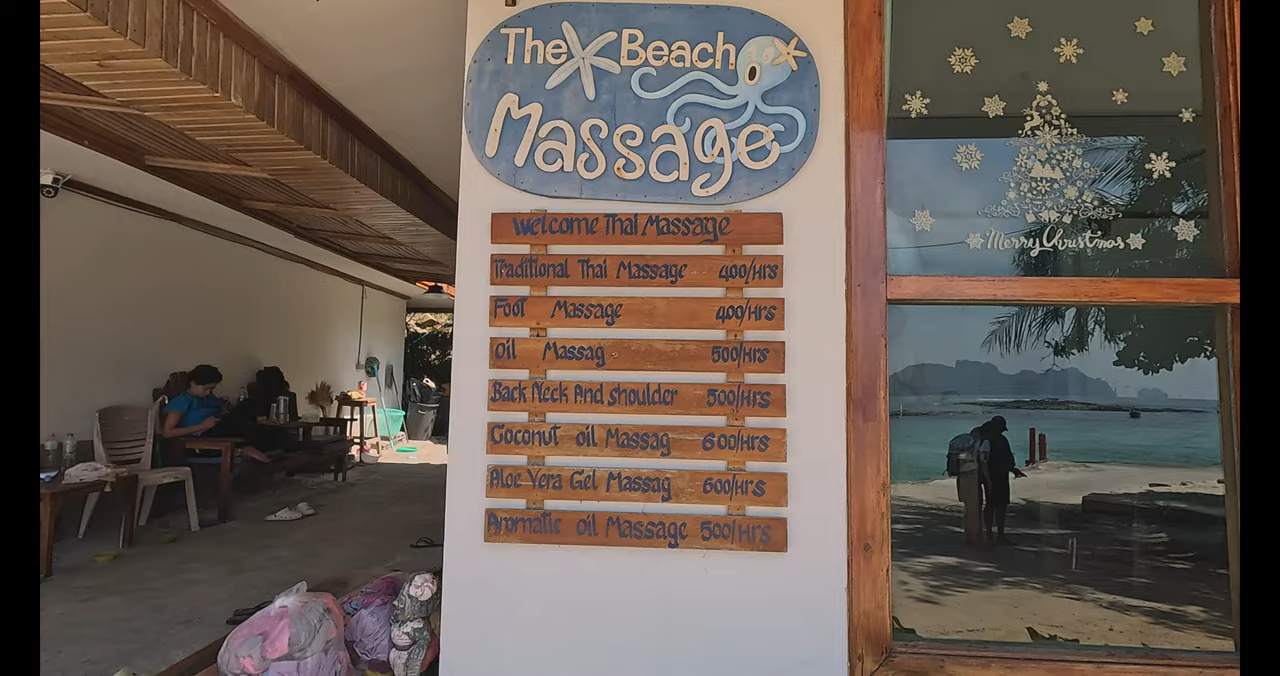 The Beach
Massage
Welcome Thai Massage
Traditional Thai Massage 400/Hrs
Foot Massage 400/Hrs
Oil Massag 500/Hrs
Back Neck And shoulder 500/Hrs
Coconut oil Massag 600/Hrs
Aloe Vera Gel Massag 600/Hrs
Aromatic oil Massage 500/Hrs
Merry Christmas